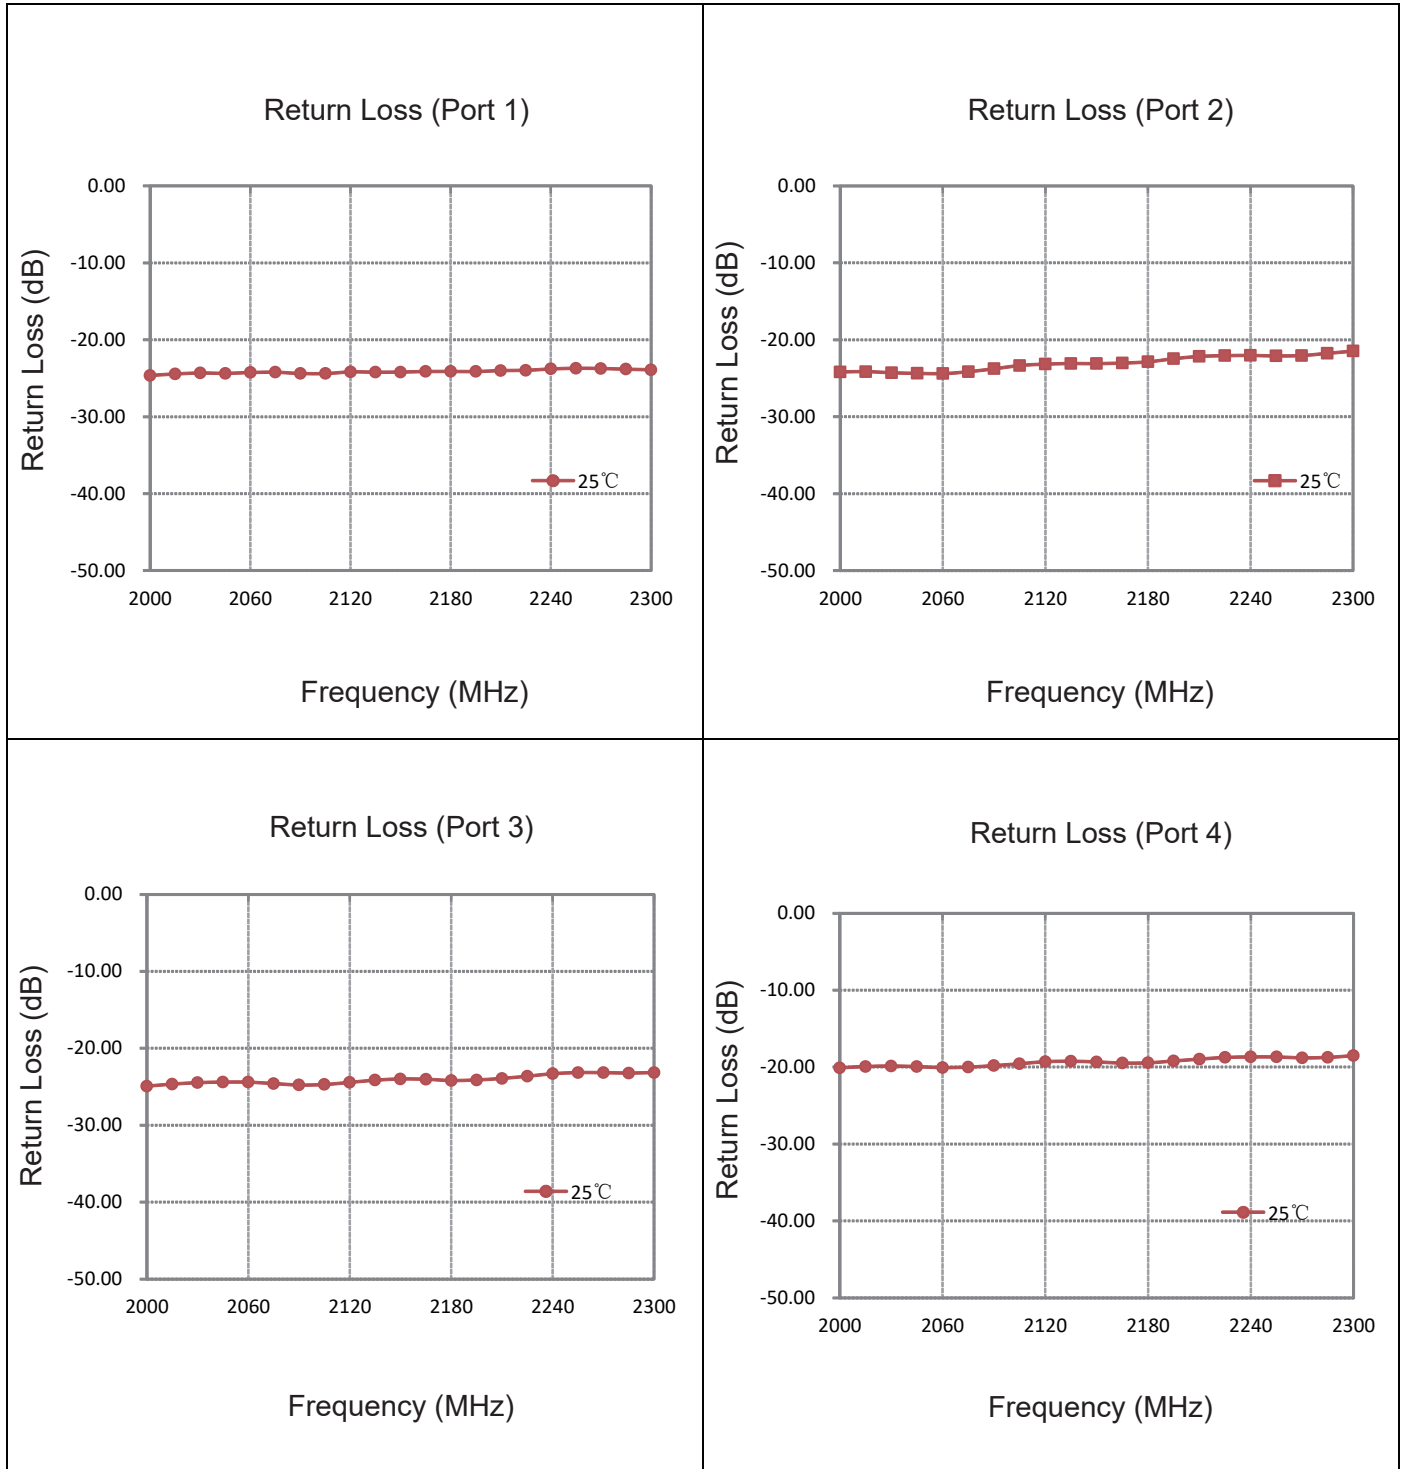 Return Loss (Port 1)
Return Loss (dB)
0.00
-10.00
-20.00
-30.00
-40.00
-50.00
25℃
2000 2060 2120 2180 2240 2300
Frequency (MHz)
Return Loss (Port 2)
Return Loss (dB)
0.00
-10.00
-20.00
-30.00
-40.00
-50.00
25℃
2000 2060 2120 2180 2240 2300
Frequency (MHz)
Return Loss (Port 3)
Return Loss (dB)
0.00
-10.00
-20.00
-30.00
-40.00
-50.00
25℃
2000 2060 2120 2180 2240 2300
Frequency (MHz)
Return Loss (Port 4)
Return Loss (dB)
0.00
-10.00
-20.00
-30.00
-40.00
-50.00
25℃
2000 2060 2120 2180 2240 2300
Frequency (MHz)